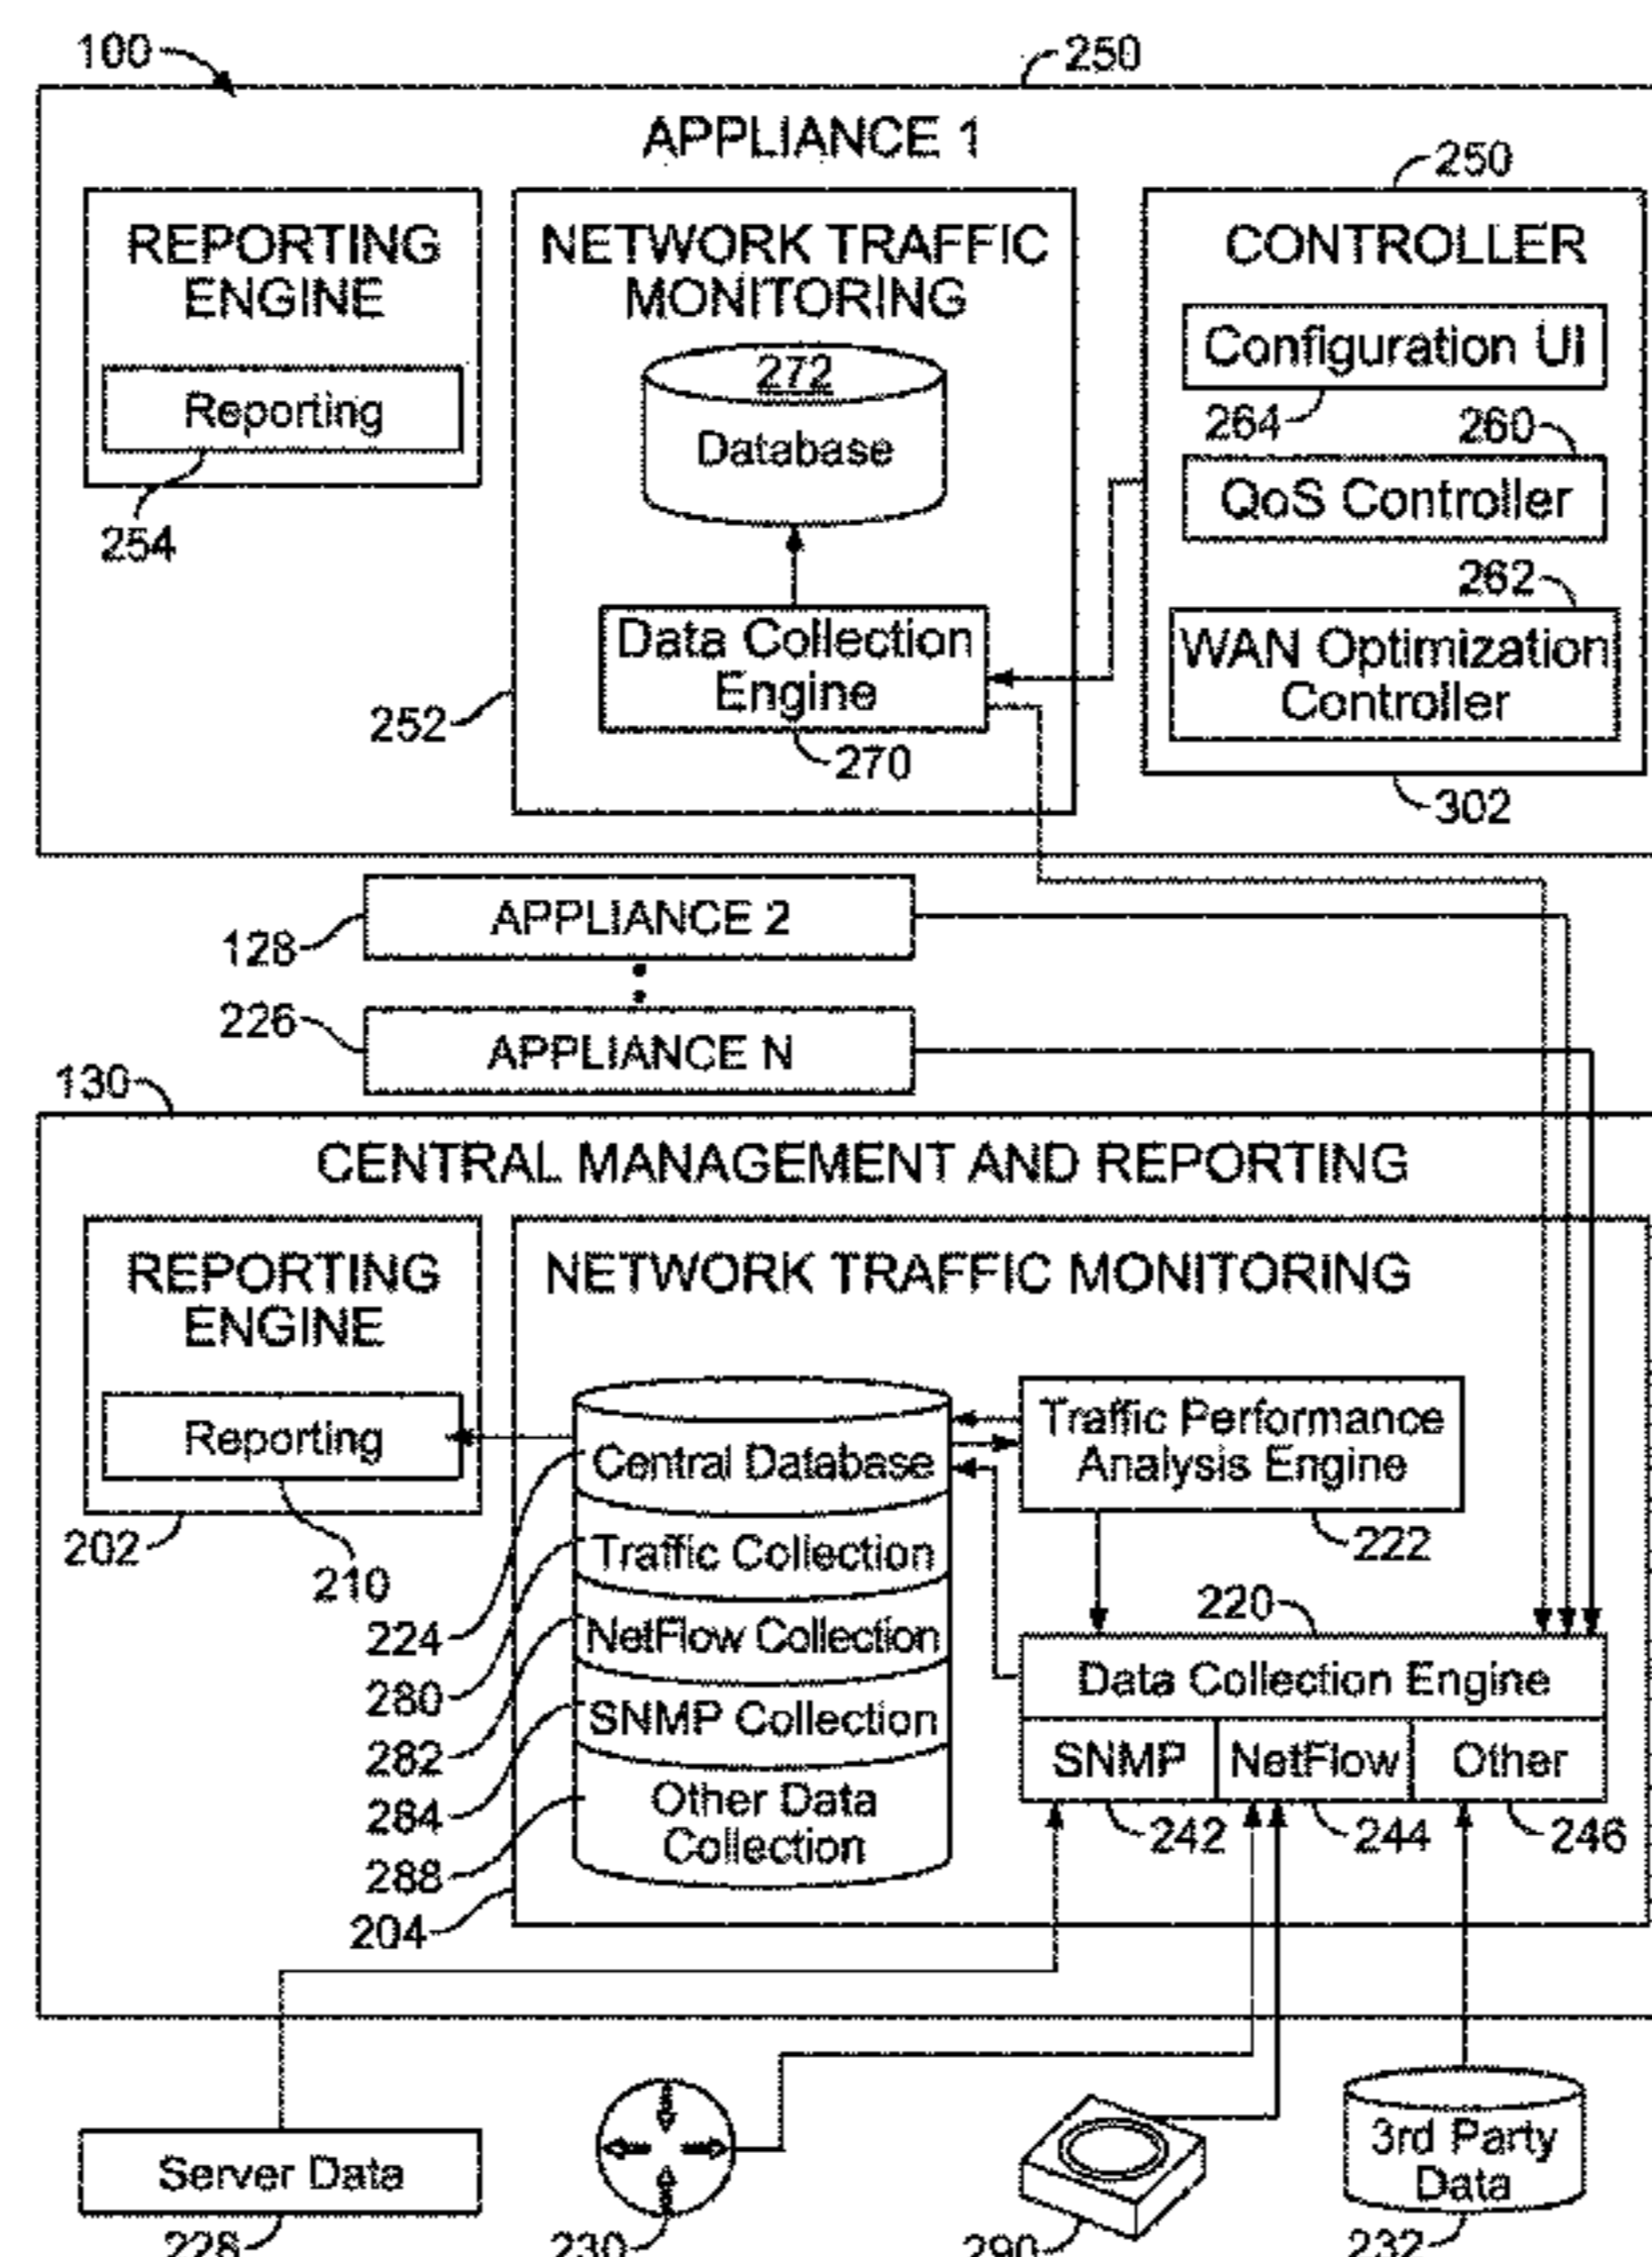 100
250
APPLIANCE 1
REPORTING
ENGINE
Reporting
254
NETWORK TRAFFIC
MONITORING
272
Database
Data Collection
Engine
252
270
250
CONTROLLER
Configuration UI
264
260
QoS Controller
262
WAN Optimization
Controller
302
APPLIANCE 2
128
226
APPLIANCE N
130
CENTRAL MANAGEMENT AND REPORTING
REPORTING
ENGINE
Reporting
202
210
NETWORK TRAFFIC MONITORING
Central Database
Traffic Collection
NetFlow Collection
SNMP Collection
Other Data
Collection
224
280
282
284
288
204
Traffic Performance
Analysis Engine
222
220
Data Collection Engine
SNMP
NetFlow
Other
242
244
246
Server Data
228
230
290
3rd Party
Data
232